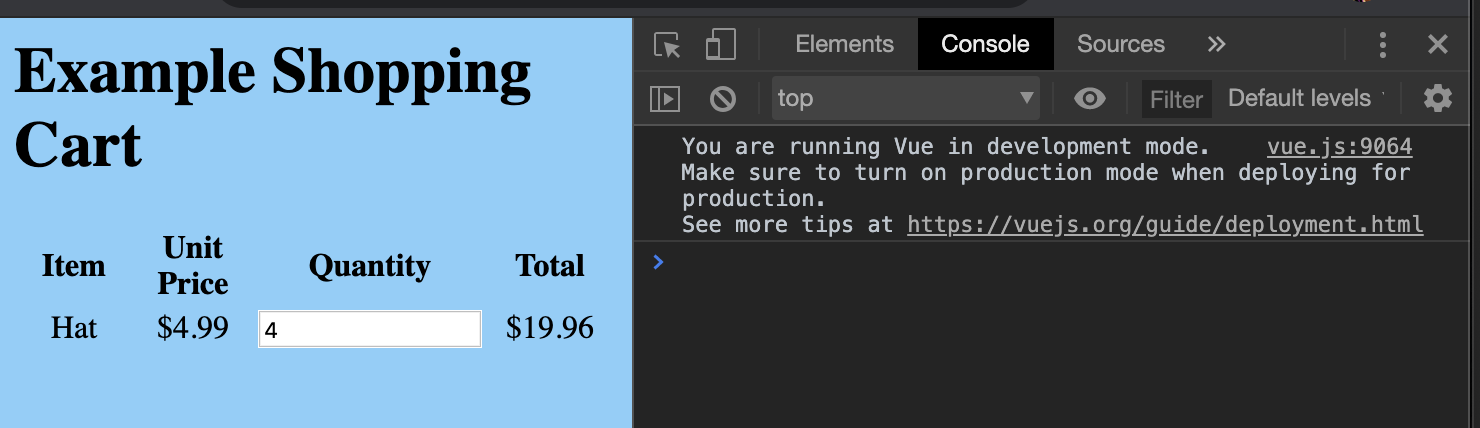 Example Shopping
Cart
Item Unit Price Quantity Total
Hat $4.99 4 $19.96
Elements Console Sources »
top Filter Default levels
You are running Vue in development mode. vue.js:9064
Make sure to turn on production mode when deploying for
production.
See more tips at https://vuejs.org/guide/deployment.html